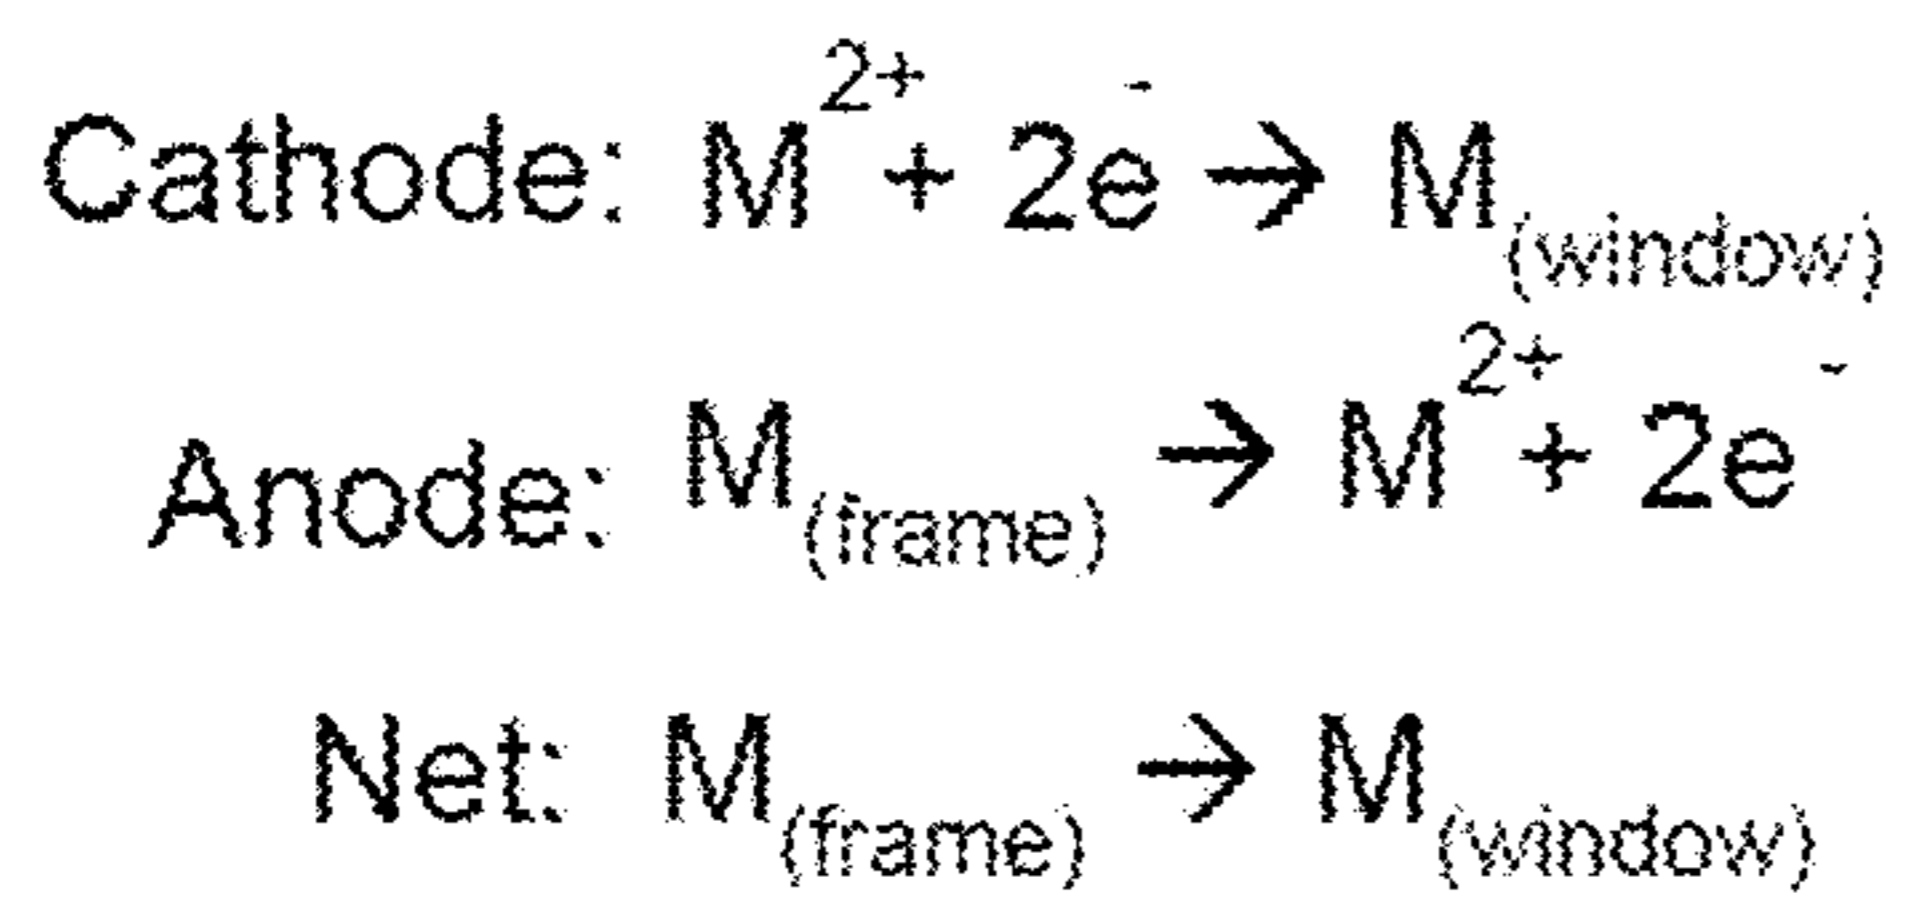 Cathode: M²⁺ + 2e⁻ → M₍window₎
Anode: M₍frame₎ → M²⁺ + 2e⁻
Net: M₍frame₎ → M₍window₎